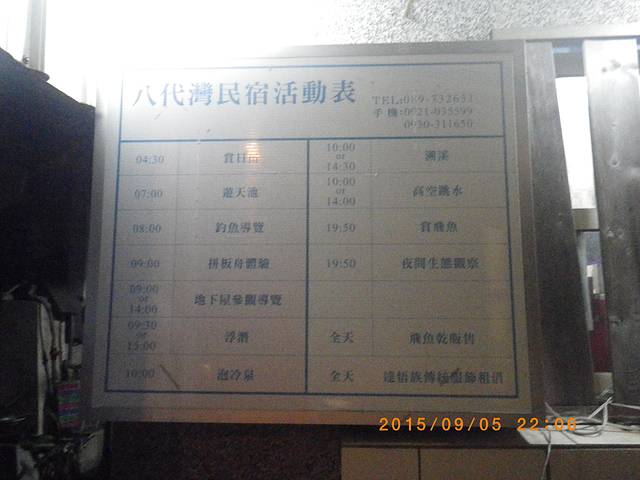 八代灣民宿活動表
TEL:089-732651
手機:0921-035599
0930-311650
04:30 賞日出
07:00 遊天池
08:00 釣魚導覽
09:00 拼板舟體驗
09:00 or 14:00 地下屋參觀導覽
09:30 or 15:00 浮潛
10:00 泡冷泉
10:00 or 14:30 溯溪
10:00 or 14:00 高空跳水
19:50 賞飛魚
19:50 夜間生態觀察
全天 飛魚乾販售
全天 達悟族傳統服飾租借
2015/09/05 22:06